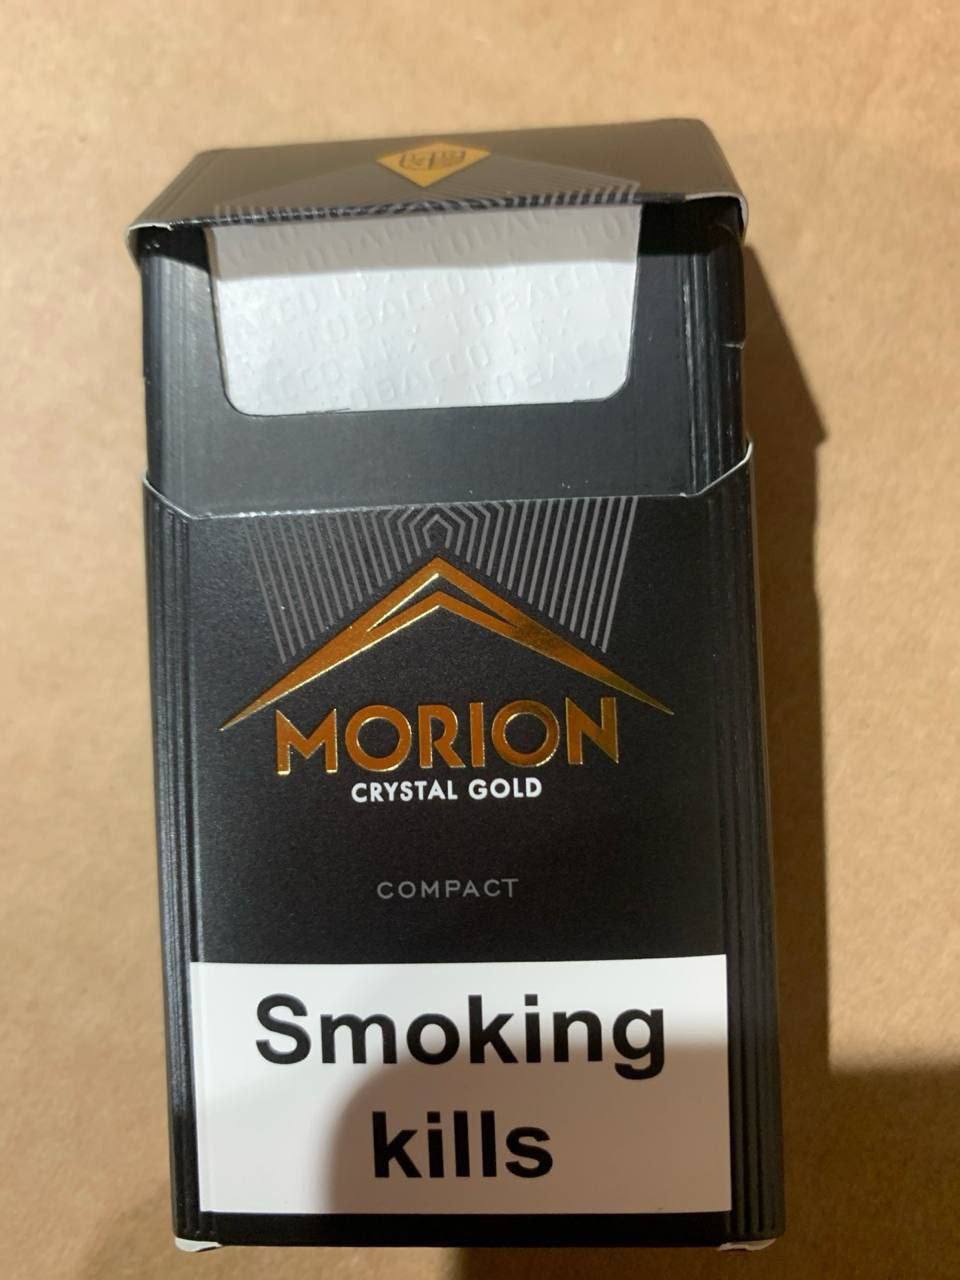 MORION
CRYSTAL GOLD
COMPACT
Smoking
kills